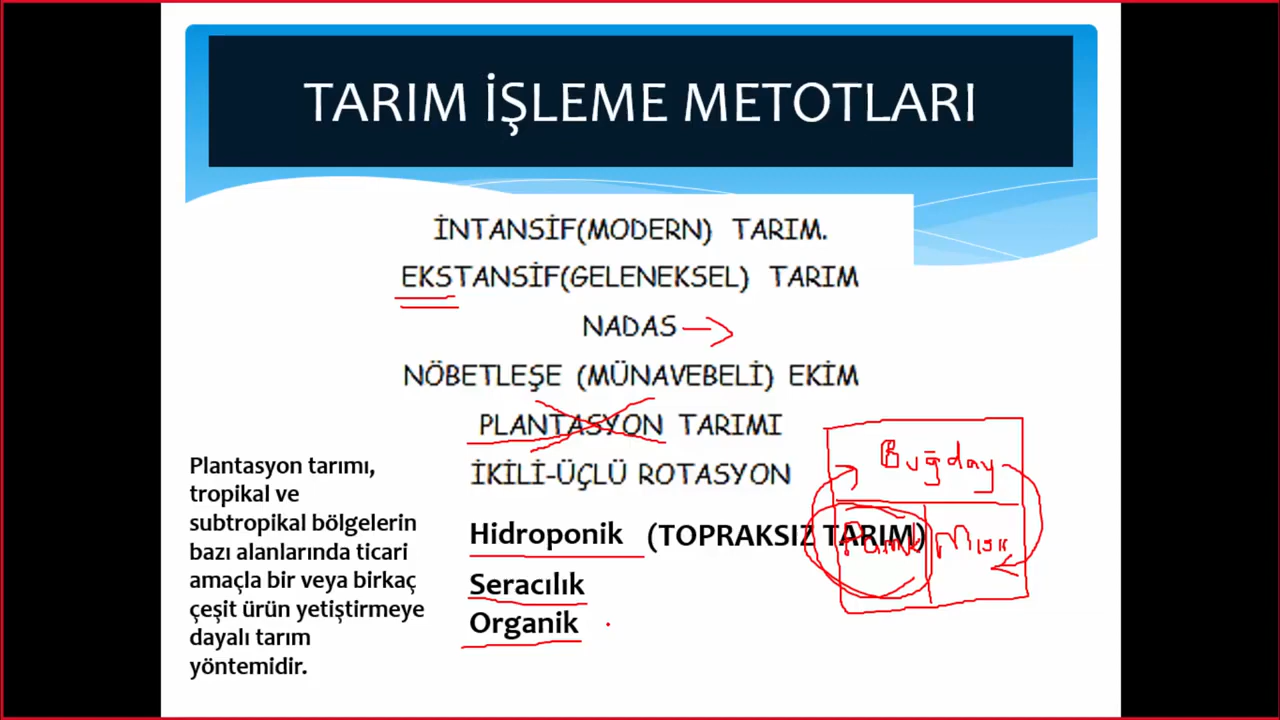 TARIM İŞLEME METOTLARI
İNTANSİF(MODERN) TARIM.
EKSTANSİF(GELENEKSEL) TARIM
NADAS
NÖBETLEŞE (MÜNAVEBELİ) EKİM
PLANTASYON TARIMI
İKİLİ-ÜÇLÜ ROTASYON
Hidroponik (TOPRAKSIZ TARIM)
Seracılık
Organik
Plantasyon tarımı,
tropikal ve
subtropikal bölgelerin
bazı alanlarında ticari
amaçla bir veya birkaç
çeşit ürün yetiştirmeye
dayalı tarım
yöntemidir.
Buğday
Mısır